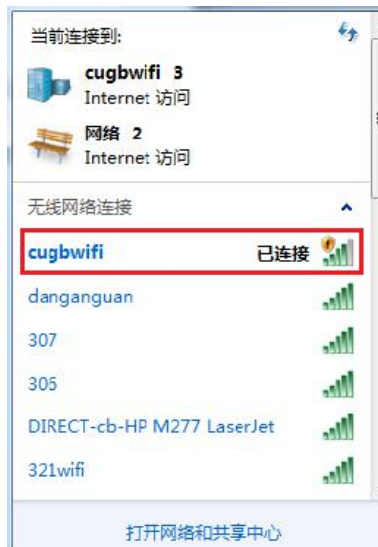 当前连接到:
cugbwifi 3
Internet 访问
网络 2
Internet 访问
无线网络连接
cugbwifi 已连接
danganguan
307
305
DIRECT-cb-HP M277 LaserJet
321wifi
打开网络和共享中心